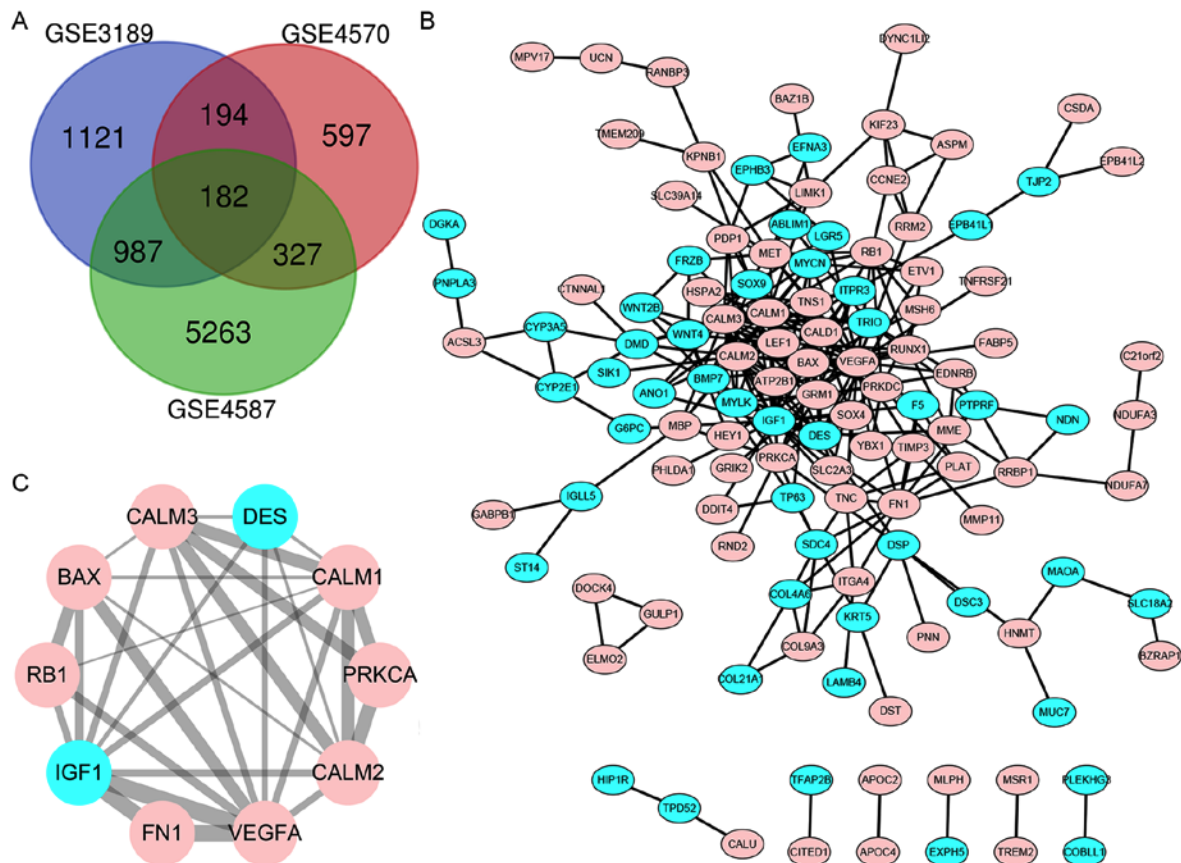 A
GSE3189
GSE4570
1121
194
597
182
987
327
5263
GSE4587
B
MPV17
UCN
RANBP3
DYNC1LI2
BAZ1B
CSDA
TMEM209
KPNB1
EFNA3
KIF23
ASPM
EPB41L2
EPHB3
CCNE2
TJP2
SLC39A14
LIMK1
DGKA
ABLIM1
RRM2
EPB41L1
PDP1
LGR5
PNPLA3
FRZB
MET
MYCN
RB1
ETV1
TNFRSF21
CTNNAL1
HSPA2
SOX9
ITPR3
WNT2B
CALM3
CALM1
TNS1
MSH6
CYP3A5
WNT4
CALD1
TRIO
ACSL3
DMD
LEF1
RUNX1
FABP5
CALM2
BAX
VEGFA
C21orf2
CYP2E1
SIK1
BMP7
ATP2B1
PRKDC
EDNRB
ANO1
MYLK
GRM1
F5
PTPRF
NDN
NDUFA3
G6PC
MBP
IGF1
SOX4
MME
HEY1
DES
YBX1
TIMP3
PHLDA1
GRIK2
PRKCA
SLC2A3
PLAT
RRBP1
NDUFA7
IGLL5
DDIT4
TP63
TNC
FN1
GABPB1
RND2
MMP11
ST14
SDC4
DSP
DOCK4
GULP1
COL4A6
ITGA4
DSC3
MAOA
SLC18A2
KRT5
PNN
HNMT
ELMO2
COL9A3
BZRAP1
COL21A1
LAMB4
DST
MUC7
HIP1R
TPD52
CALU
TFAP2B
CITED1
APOC2
APOC4
MLPH
EXPH5
MSR1
TREM2
PLEKHG3
COBLL1
C
CALM3
DES
BAX
CALM1
RB1
PRKCA
IGF1
CALM2
FN1
VEGFA